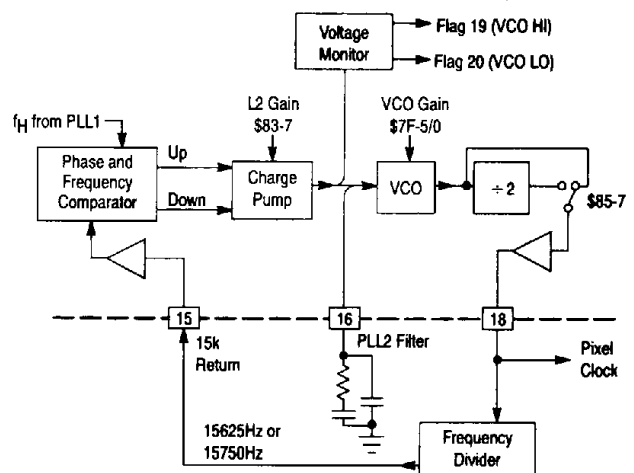 Voltage
Monitor
Flag 19 (VCO HI)
Flag 20 (VCO LO)
fH from PLL1
L2 Gain
$83-7
VCO Gain
$7F-5/0
Phase and
Frequency
Comparator
Up
Down
Charge
Pump
VCO
÷ 2
$85-7
15
16
18
15k
Return
PLL2 Filter
Pixel
Clock
15625Hz or
15750Hz
Frequency
Divider